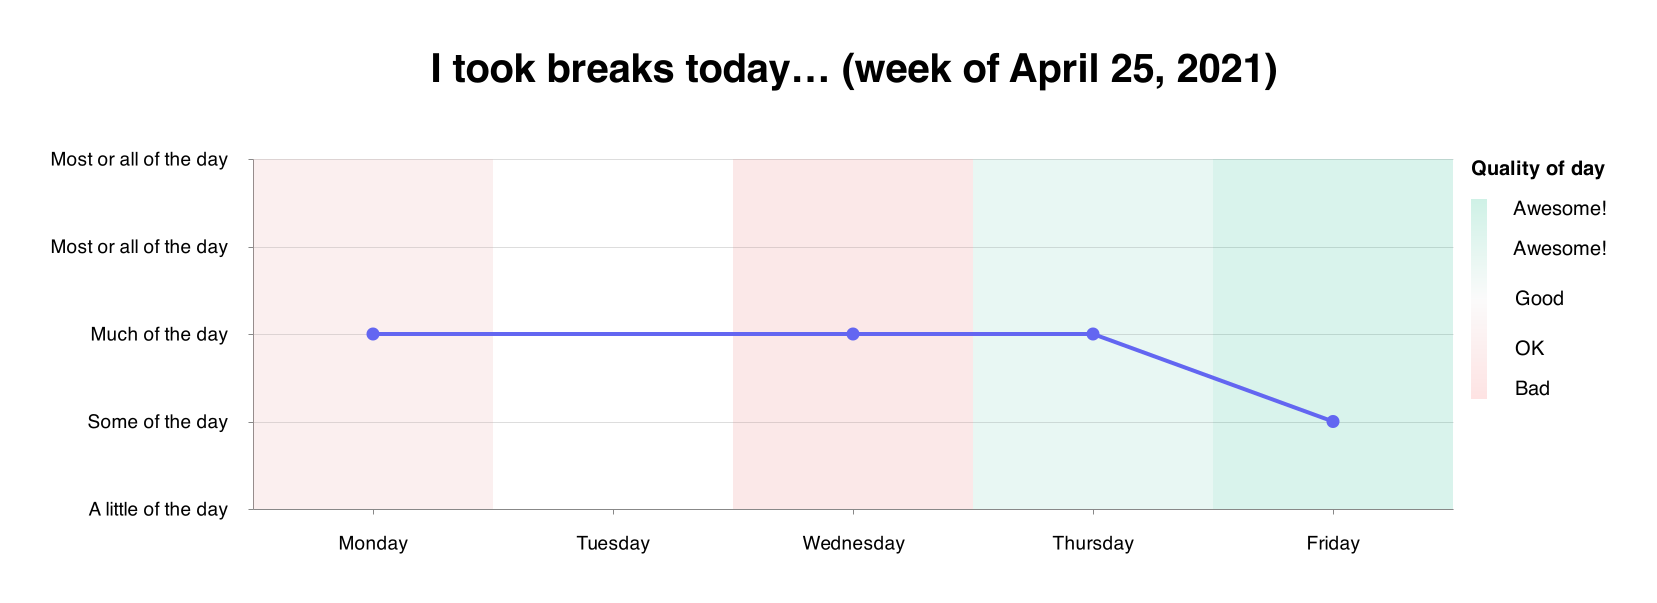 I took breaks today… (week of April 25, 2021)
Most or all of the day
Most or all of the day
Much of the day
Some of the day
A little of the day
Monday
Tuesday
Wednesday
Thursday
Friday
Quality of day
Awesome!
Awesome!
Good
OK
Bad